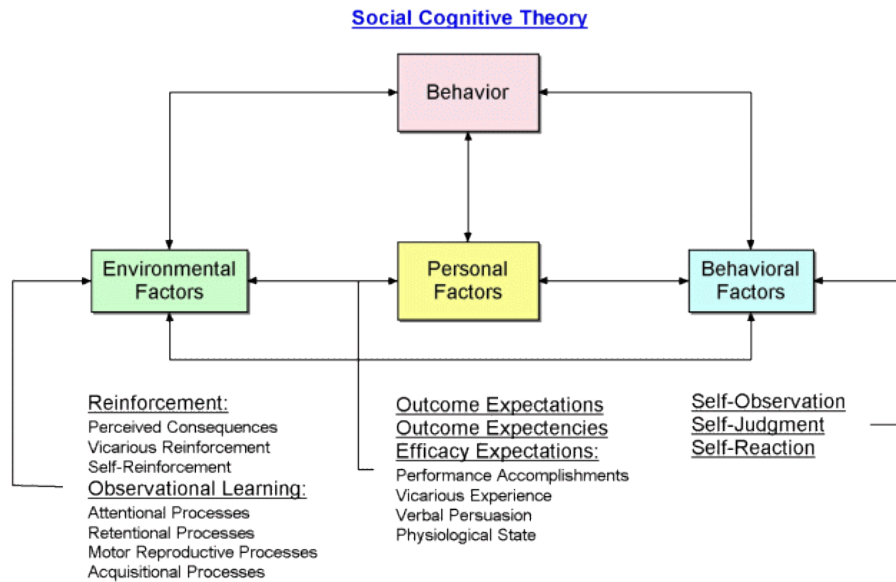 Social Cognitive Theory
Behavior
Environmental
Factors
Personal
Factors
Behavioral
Factors
Reinforcement:
Perceived Consequences
Vicarious Reinforcement
Self-Reinforcement
Observational Learning:
Attentional Processes
Retentional Processes
Motor Reproductive Processes
Acquisitional Processes
Outcome Expectations
Outcome Expectencies
Efficacy Expectations:
Performance Accomplishments
Vicarious Experience
Verbal Persuasion
Physiological State
Self-Observation
Self-Judgment
Self-Reaction